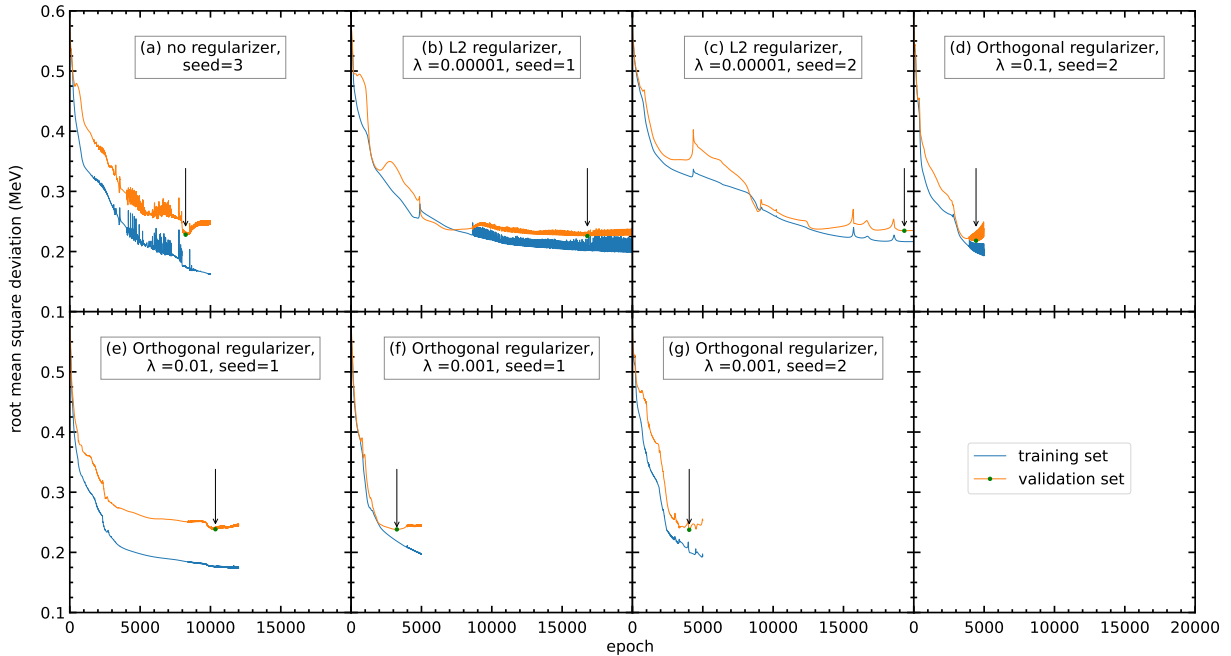 0.6
0.5
0.4
0.3
0.2
0.1
(a) no regularizer,
seed=3
(b) L2 regularizer,
λ =0.00001, seed=1
(c) L2 regularizer,
λ =0.00001, seed=2
(d) Orthogonal regularizer,
λ =0.1, seed=2
root mean square deviation (MeV)
0.5
0.4
0.3
0.2
0.1
(e) Orthogonal regularizer,
λ =0.01, seed=1
(f) Orthogonal regularizer,
λ =0.001, seed=1
(g) Orthogonal regularizer,
λ =0.001, seed=2
training set
validation set
0 5000 10000 15000 0 5000 10000 15000 0 5000 10000 15000 0 5000 10000 15000 20000
epoch